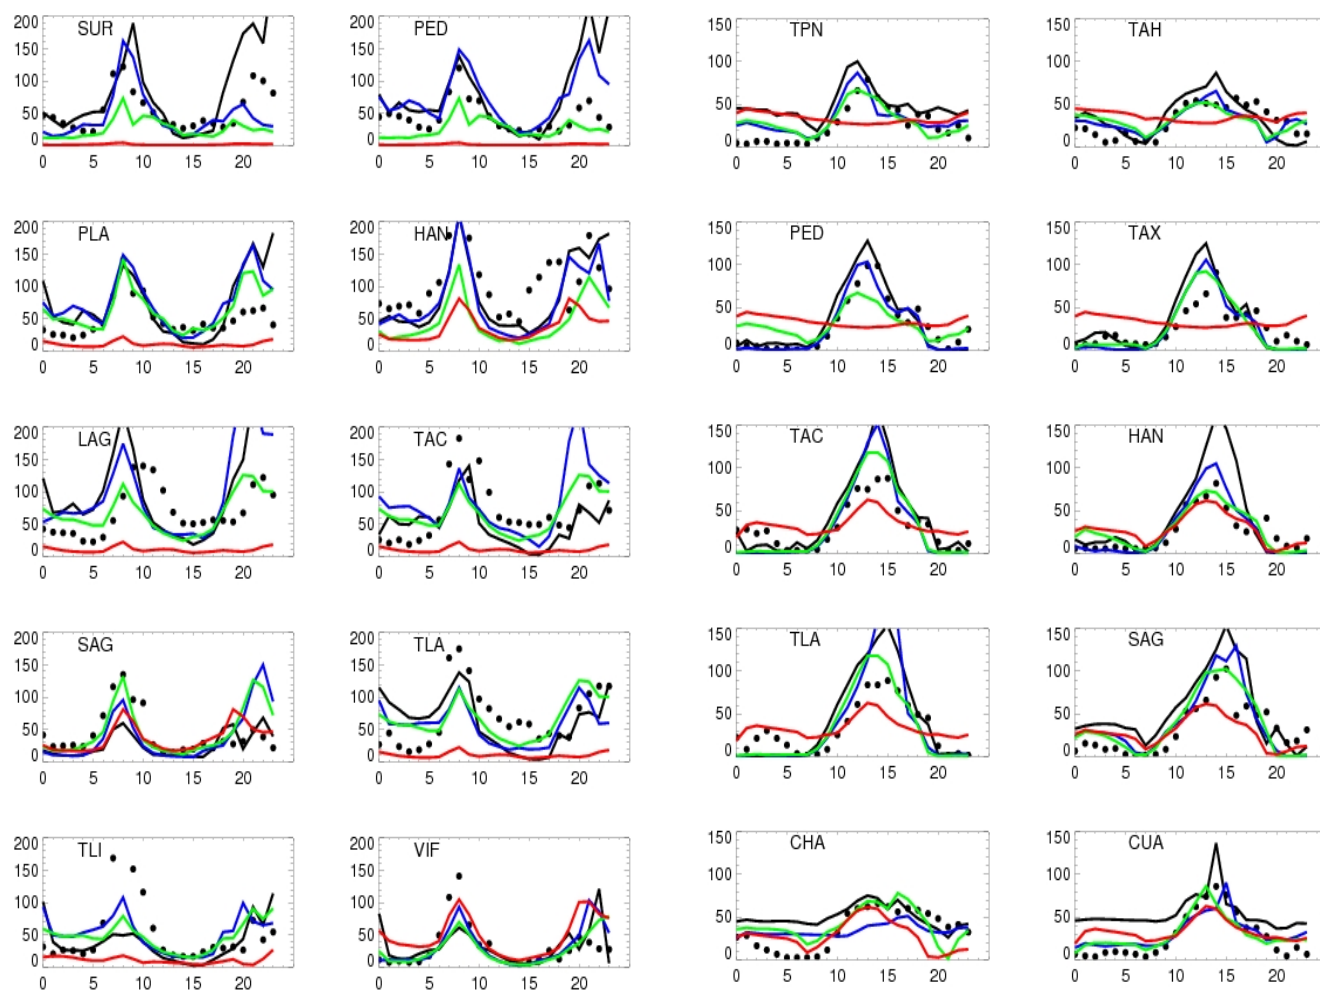 200 SUR 200 PED 150 TPN 150 TAH
150 150 100 100
100 100 50 50
50 50 0 0
0 0
0 5 10 15 20 0 5 10 15 20 0 5 10 15 20 0 5 10 15 20
200 PLA 200 HAN 150 PED 150 TAX
150 150 100 100
100 100 50 50
50 50 0 0
0 0
0 5 10 15 20 0 5 10 15 20 0 5 10 15 20 0 5 10 15 20
200 LAG 200 TAC 150 TAC 150 HAN
150 150 100 100
100 100 50 50
50 50 0 0
0 0
0 5 10 15 20 0 5 10 15 20 0 5 10 15 20 0 5 10 15 20
200 SAG 200 TLA 150 TLA 150 SAG
150 150 100 100
100 100 50 50
50 50 0 0
0 0
0 5 10 15 20 0 5 10 15 20 0 5 10 15 20 0 5 10 15 20
200 TLI 200 VIF 150 CHA 150 CUA
150 150 100 100
100 100 50 50
50 50 0 0
0 0
0 5 10 15 20 0 5 10 15 20 0 5 10 15 20 0 5 10 15 20